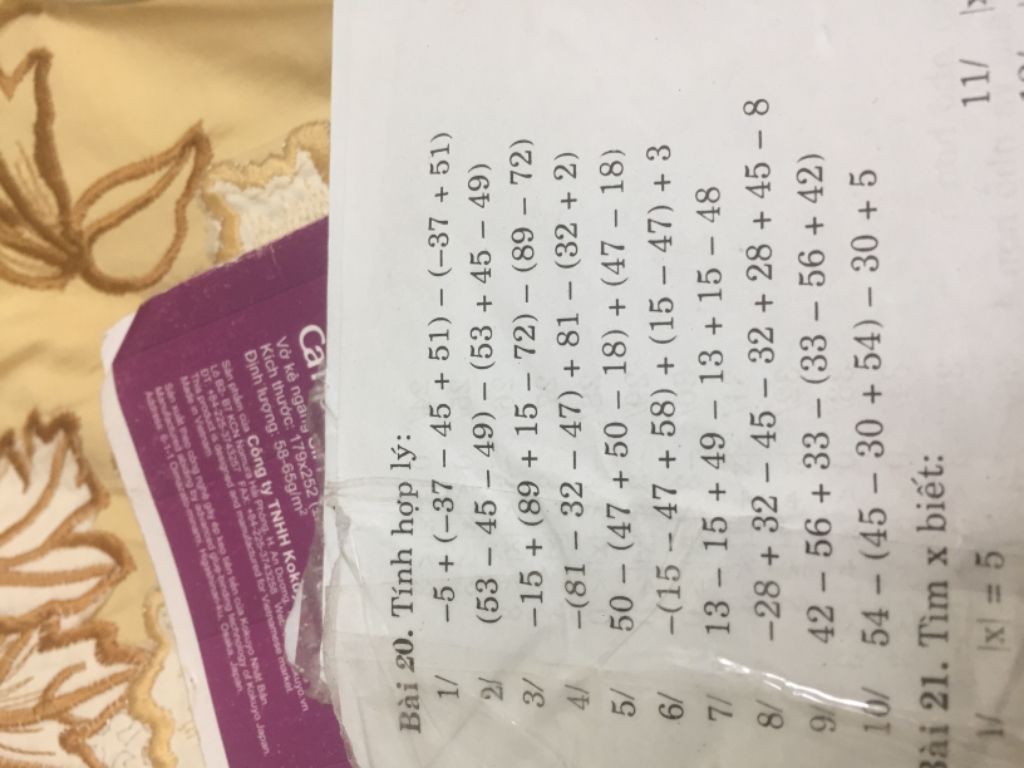 Bài 20. Tính hợp lý:
1/ –5 + (–37 – 45 + 51) – (–37 + 51)
2/ (53 – 45 – 49) – (53 + 45 – 49)
3/ –15 + (89 + 15 – 72) – (89 – 72)
4/ –(81 – 32 – 47) + 81 – (32 + 2)
5/ 50 – (47 + 50 – 18) + (47 – 18)
6/ –(15 – 47 + 58) + (15 – 47) + 3
7/ 13 – 15 + 49 – 13 + 15 – 48
8/ –28 + 32 – 45 – 32 + 28 + 45 – 8
9/ 42 – 56 + 33 – (33 – 56 + 42)
10/ 54 – (45 – 30 + 54) – 30 + 5
Bài 21. Tìm x biết:
1/ |x| = 5
11/
Vở kẻ ngang
Kích thước: 179x252
Định lượng: 58-65g/m²
Sản phẩm của Công ty TNHH